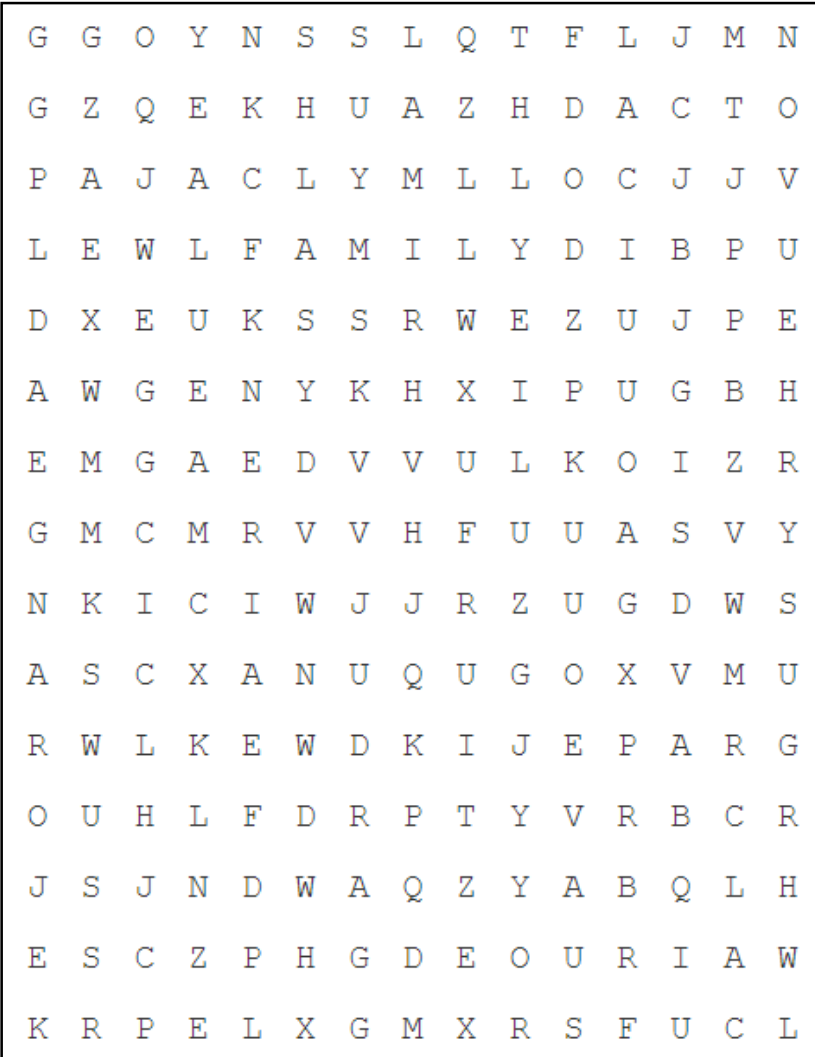 G G O Y N S S L Q T F L J M N
G Z Q E K H U A Z H D A C T O
P A J A C L Y M L L O C J J V
L E W L F A M I L Y D I B P U
D X E U K S S R W E Z U J P E
A W G E N Y K H X I P U G B H
E M G A E D V V U L K O I Z R
G M C M R V V H F U U A S V Y
N K I C I W J J R Z U G D W S
A S C X A N U Q U G O X V M U
R W L K E W D K I J E P A R G
O U H L F D R P T Y V R B C R
J S J N D W A Q Z Y A B Q L H
E S C Z P H G D E O U R I A W
K R P E L X G M X R S F U C L